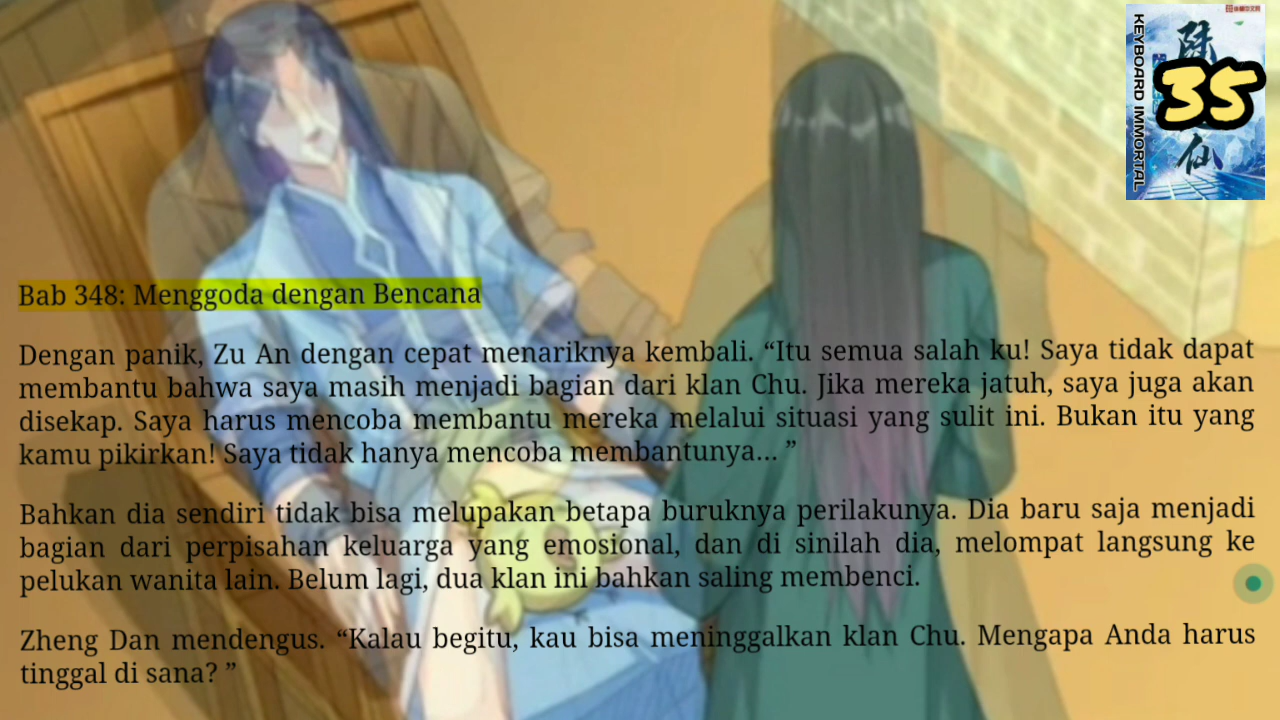 KEYBOARD IMMORTAL
陆
35
仙
Bab 348: Menggoda dengan Bencana
Dengan panik, Zu An dengan cepat menariknya kembali. “Itu semua salah ku! Saya tidak dapat
membantu bahwa saya masih menjadi bagian dari klan Chu. Jika mereka jatuh, saya juga akan
disekap. Saya harus mencoba membantu mereka melalui situasi yang sulit ini. Bukan itu yang
kamu pikirkan! Saya tidak hanya mencoba membantunya... ”
Bahkan dia sendiri tidak bisa melupakan betapa buruknya perilakunya. Dia baru saja menjadi
bagian dari perpisahan keluarga yang emosional, dan di sinilah dia, melompat langsung ke
pelukan wanita lain. Belum lagi, dua klan ini bahkan saling membenci.
Zheng Dan mendengus. “Kalau begitu, kau bisa meninggalkan klan Chu. Mengapa Anda harus
tinggal di sana? ”